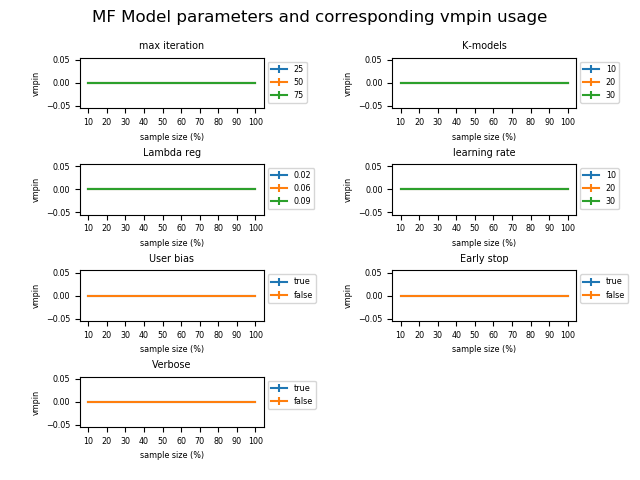 MF Model parameters and corresponding vmpin usage
max iteration
vmpin
0.05
0.00
−0.05
10 20 30 40 50 60 70 80 90 100
sample size (%)
25
50
75
K-models
vmpin
0.05
0.00
−0.05
10 20 30 40 50 60 70 80 90 100
sample size (%)
10
20
30
Lambda reg
vmpin
0.05
0.00
−0.05
10 20 30 40 50 60 70 80 90 100
sample size (%)
0.02
0.06
0.09
learning rate
vmpin
0.05
0.00
−0.05
10 20 30 40 50 60 70 80 90 100
sample size (%)
10
20
30
User bias
vmpin
0.05
0.00
−0.05
10 20 30 40 50 60 70 80 90 100
sample size (%)
true
false
Early stop
vmpin
0.05
0.00
−0.05
10 20 30 40 50 60 70 80 90 100
sample size (%)
true
false
Verbose
vmpin
0.05
0.00
−0.05
10 20 30 40 50 60 70 80 90 100
sample size (%)
true
false